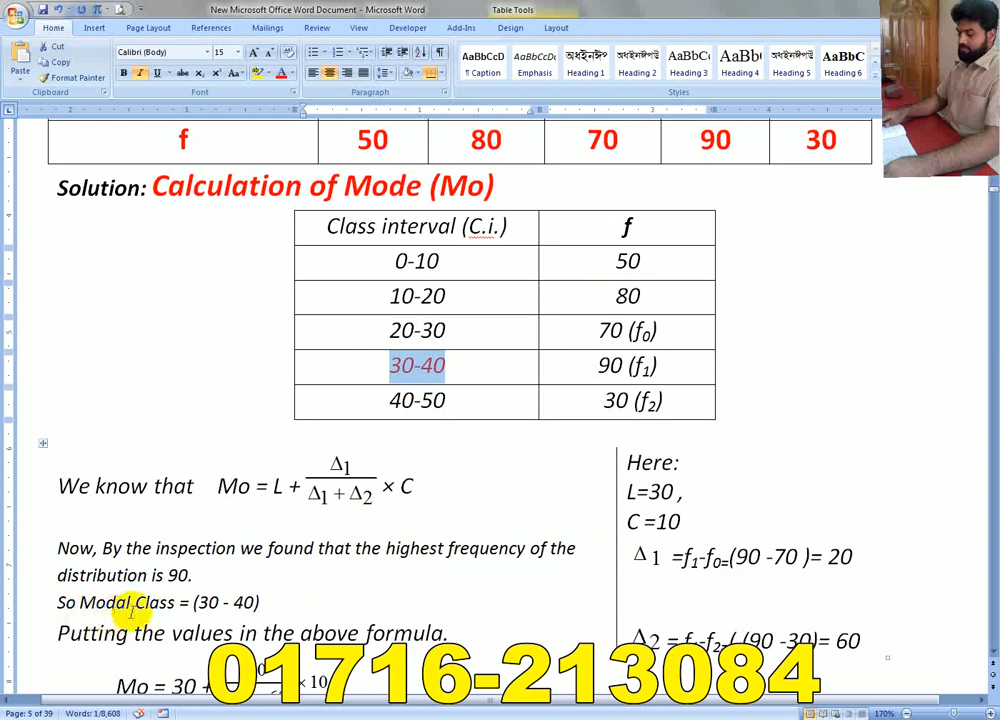 New Microsoft Office Word Document - Microsoft Word
Table Tools
Home Insert Page Layout References Mailings Review View Developer Add-Ins Design Layout
Paste
Cut
Copy
Format Painter
Clipboard
Calibri (Body) 15
Font
Paragraph
AaBbCcD AaBbCcDc AaBbCc AaBbC AaBbCc AaBbC
¶ Caption Emphasis Heading 1 Heading 2 Heading 3 Heading 4 Heading 5 Heading 6
Styles
f 50 80 70 90 30
Solution: Calculation of Mode (Mo)
Class interval (C.i.) f
0-10 50
10-20 80
20-30 70 (f0)
30-40 90 (f1)
40-50 30 (f2)
We know that Mo = L + Δ1 / Δ1 + Δ2 × C
Here:
L=30 ,
C =10
Δ 1 =f1-f0=(90 -70 )= 20
Δ2 = f1-f2-( (90 -30)= 60
Now, By the inspection we found that the highest frequency of the
distribution is 90.
So Modal Class = (30 - 40)
Putting the values in the above formula.
Mo = 30 + × 10
01716-213084
Page: 5 of 39 Words: 1/8,608 170%